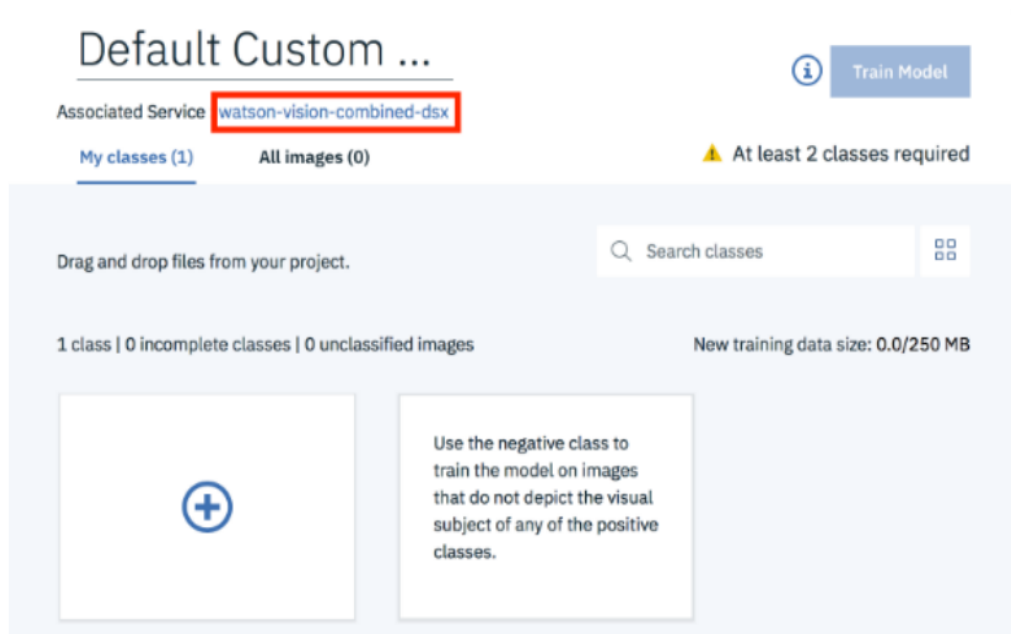 Default Custom ...
Train Model
Associated Service watson-vision-combined-dsx
My classes (1) All images (0)
At least 2 classes required
Drag and drop files from your project.
Search classes
1 class | 0 incomplete classes | 0 unclassified images
New training data size: 0.0/250 MB
Use the negative class to
train the model on images
that do not depict the visual
subject of any of the positive
classes.